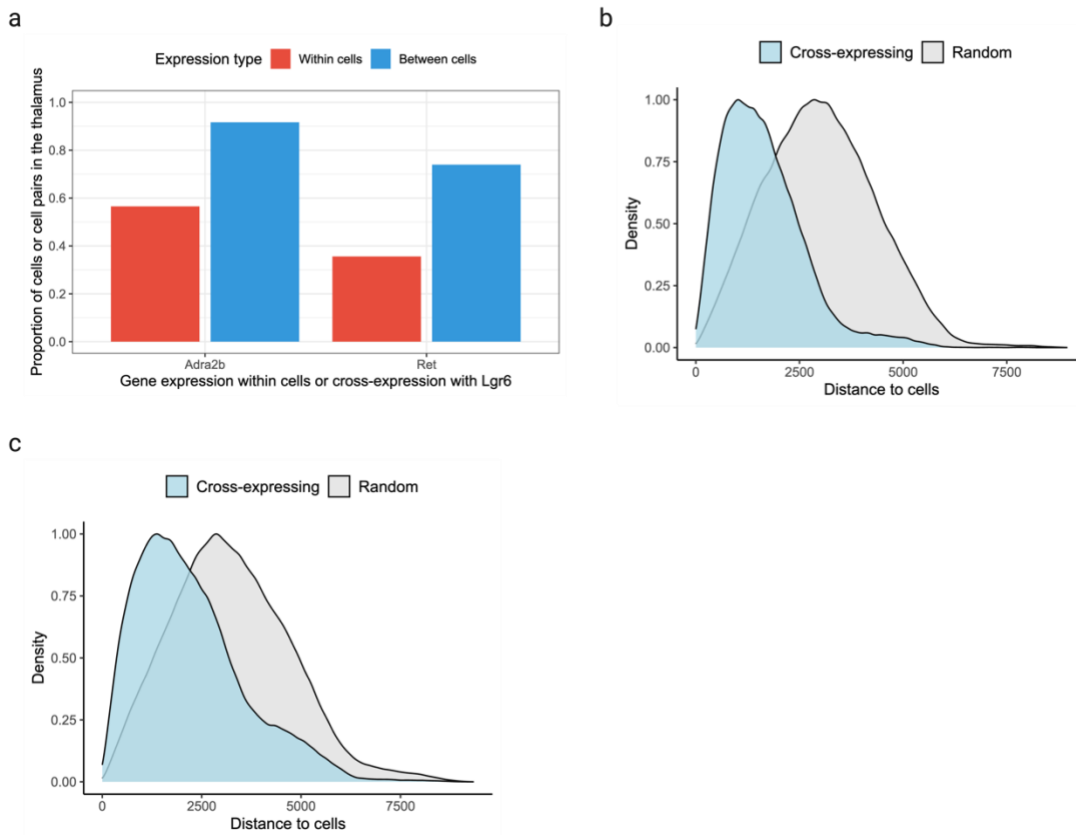 a
Expression type Within cells Between cells
Proportion of cells or cell pairs in the thalamus
1.0
0.8
0.6
0.4
0.2
0.0
Adra2b Ret
Gene expression within cells or cross-expression with Lgr6
b
Cross-expressing Random
Density
1.00
0.75
0.50
0.25
0.00
0 2500 5000 7500
Distance to cells
c
Cross-expressing Random
Density
1.00
0.75
0.50
0.25
0.00
0 2500 5000 7500
Distance to cells